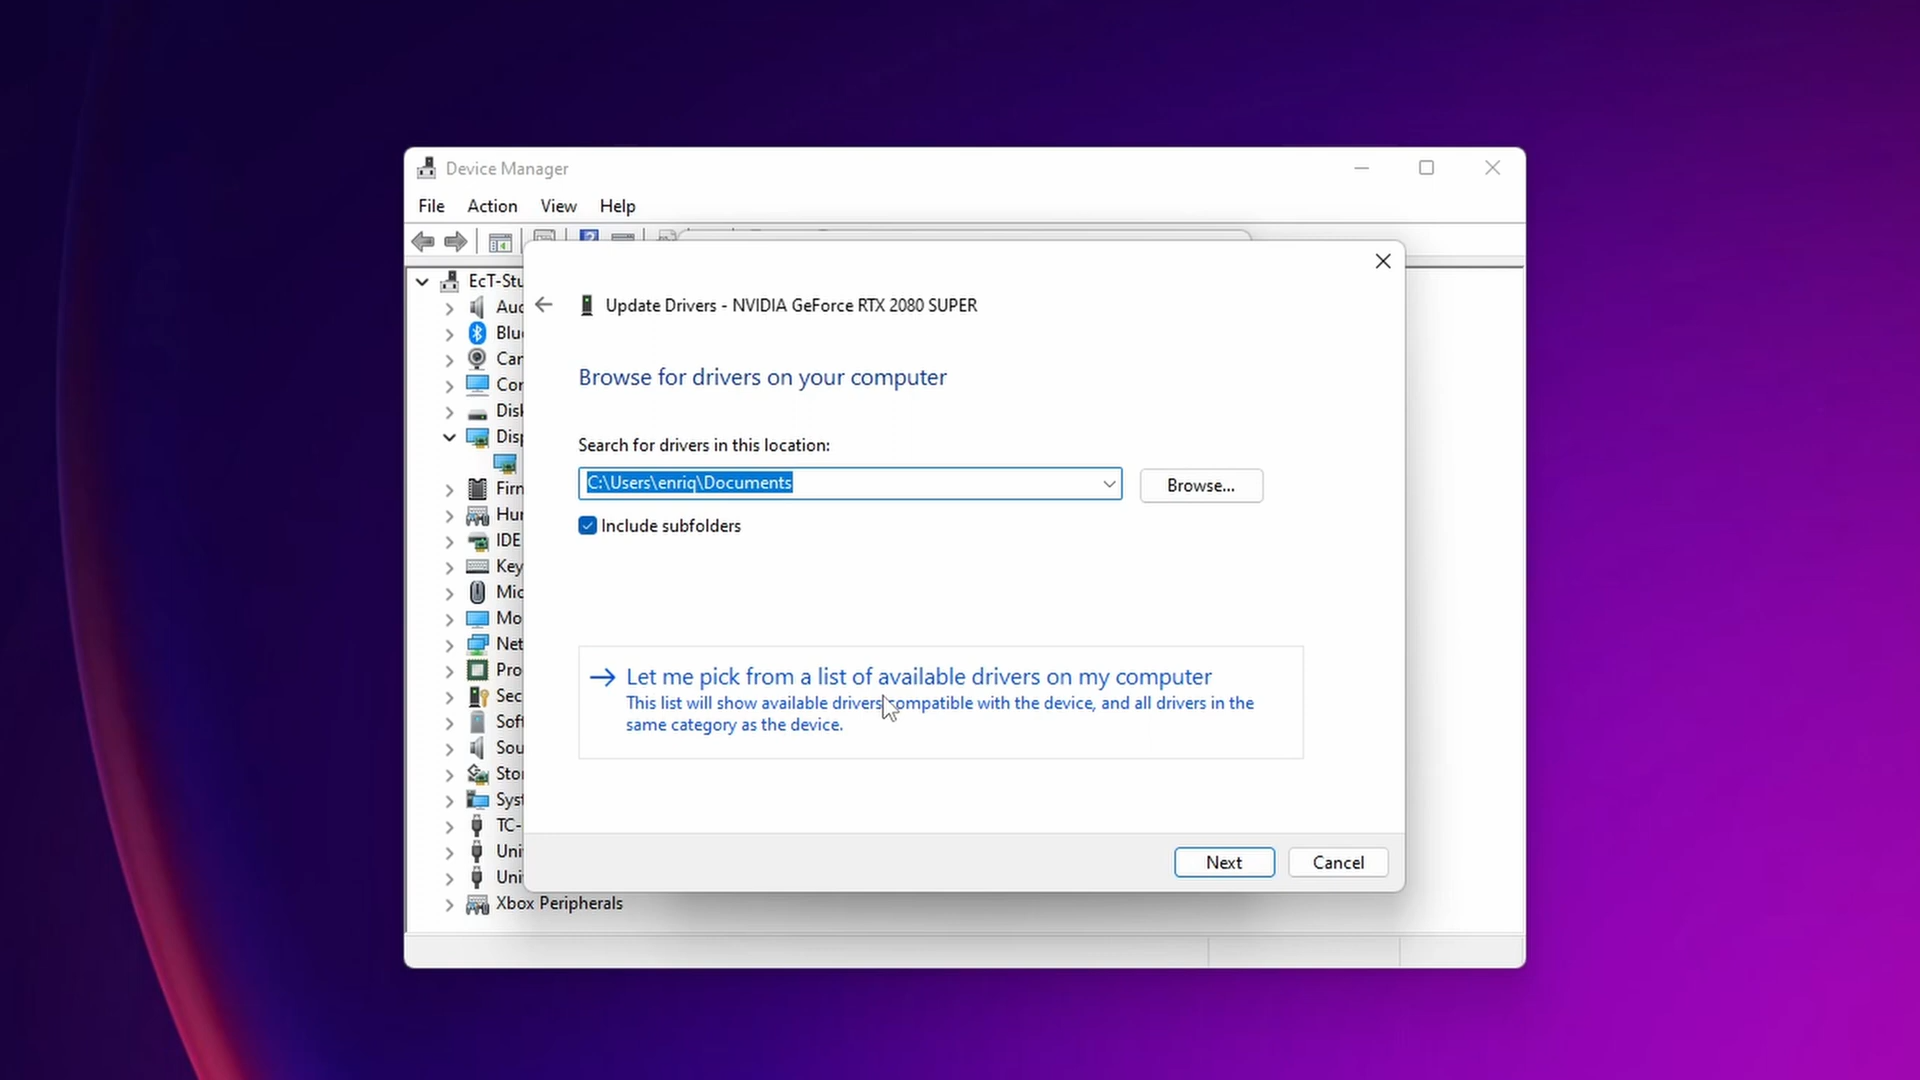 Device Manager
File Action View Help
EcT-Stu
Update Drivers - NVIDIA GeForce RTX 2080 SUPER
Browse for drivers on your computer
Search for drivers in this location:
C:\Users\enriq\Documents
Browse...
Include subfolders
Let me pick from a list of available drivers on my computer
This list will show available drivers compatible with the device, and all drivers in the
same category as the device.
Next
Cancel
Auc
Blu
Car
Cor
Disk
Disp
Firn
Hur
IDE
Key
Mic
Mo
Net
Pro
Sec
Soft
Sou
Stor
Syst
TC-
Uni
Uni
Xbox Peripherals